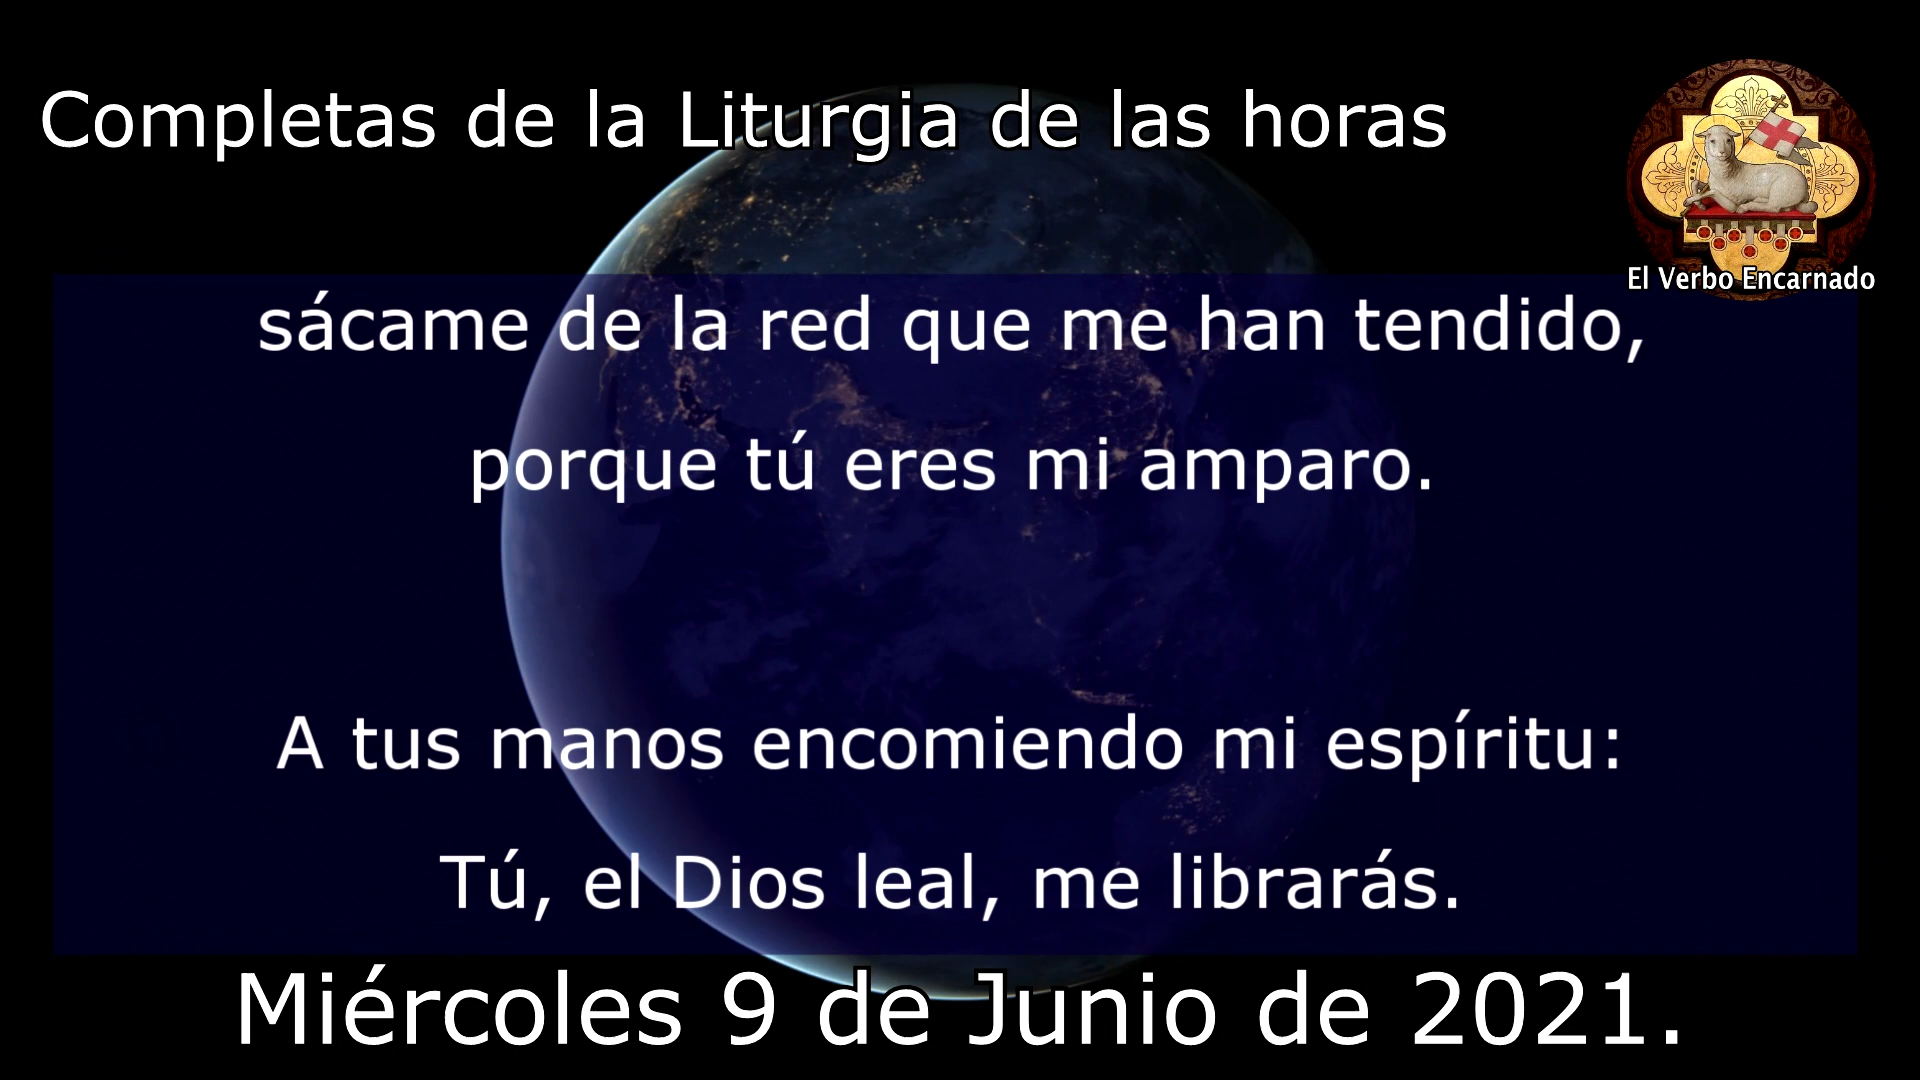 Completas de la Liturgia de las horas
El Verbo Encarnado
sácame de la red que me han tendido,
porque tú eres mi amparo.
A tus manos encomiendo mi espíritu:
Tú, el Dios leal, me librarás.
Miércoles 9 de Junio de 2021.